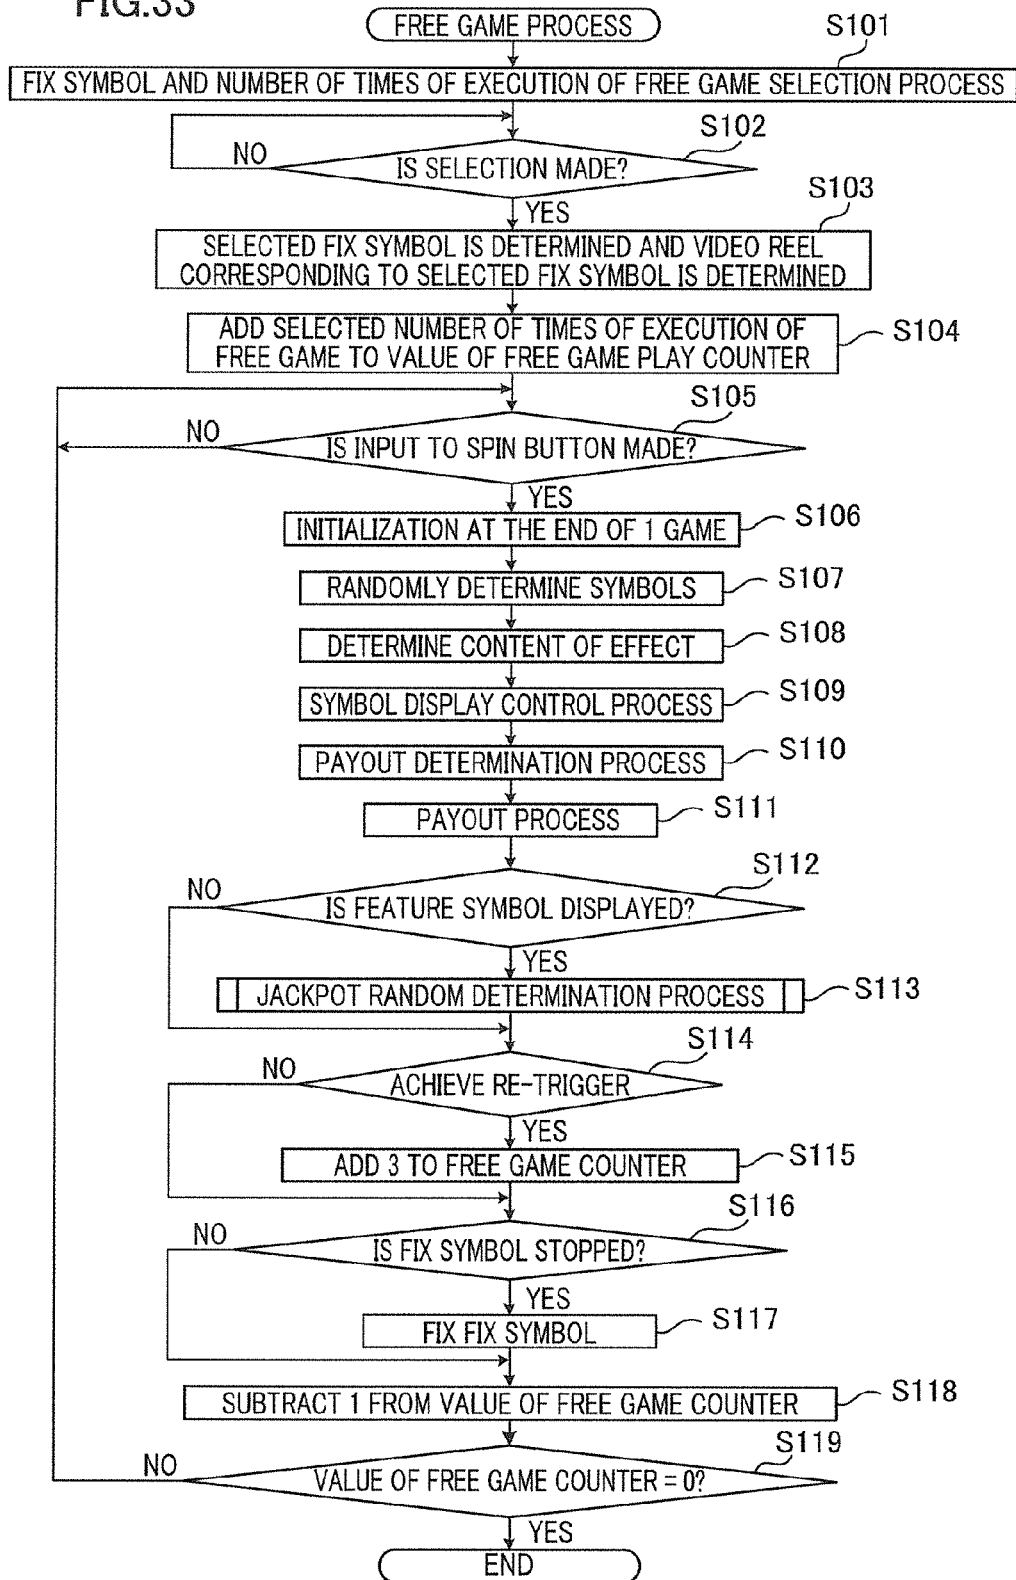 FIG.33
FREE GAME PROCESS
S101
FIX SYMBOL AND NUMBER OF TIMES OF EXECUTION OF FREE GAME SELECTION PROCESS
S102
NO
IS SELECTION MADE?
YES
S103
SELECTED FIX SYMBOL IS DETERMINED AND VIDEO REEL
CORRESPONDING TO SELECTED FIX SYMBOL IS DETERMINED
ADD SELECTED NUMBER OF TIMES OF EXECUTION OF
FREE GAME TO VALUE OF FREE GAME PLAY COUNTER
S104
S105
NO
IS INPUT TO SPIN BUTTON MADE?
YES
INITIALIZATION AT THE END OF 1 GAME
S106
RANDOMLY DETERMINE SYMBOLS
S107
DETERMINE CONTENT OF EFFECT
S108
SYMBOL DISPLAY CONTROL PROCESS
S109
PAYOUT DETERMINATION PROCESS
S110
PAYOUT PROCESS
S111
S112
NO
IS FEATURE SYMBOL DISPLAYED?
YES
JACKPOT RANDOM DETERMINATION PROCESS
S113
S114
NO
ACHIEVE RE-TRIGGER
YES
ADD 3 TO FREE GAME COUNTER
S115
S116
NO
IS FIX SYMBOL STOPPED?
YES
FIX FIX SYMBOL
S117
SUBTRACT 1 FROM VALUE OF FREE GAME COUNTER
S118
S119
NO
VALUE OF FREE GAME COUNTER = 0?
YES
END